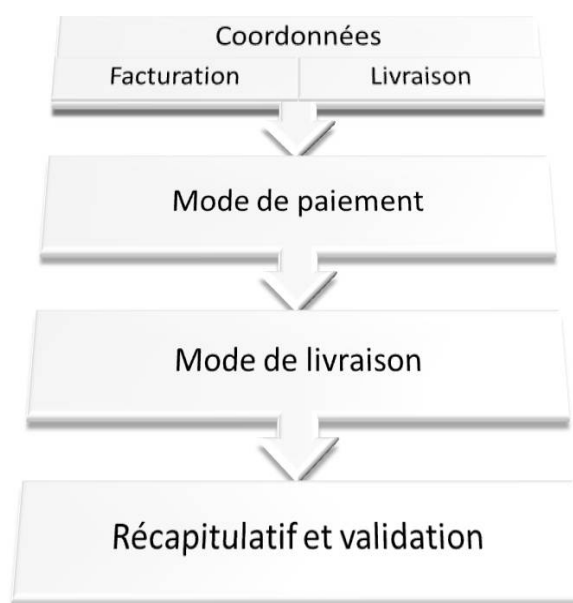 Coordonnées
Facturation Livraison
Mode de paiement
Mode de livraison
Récapitulatif et validation